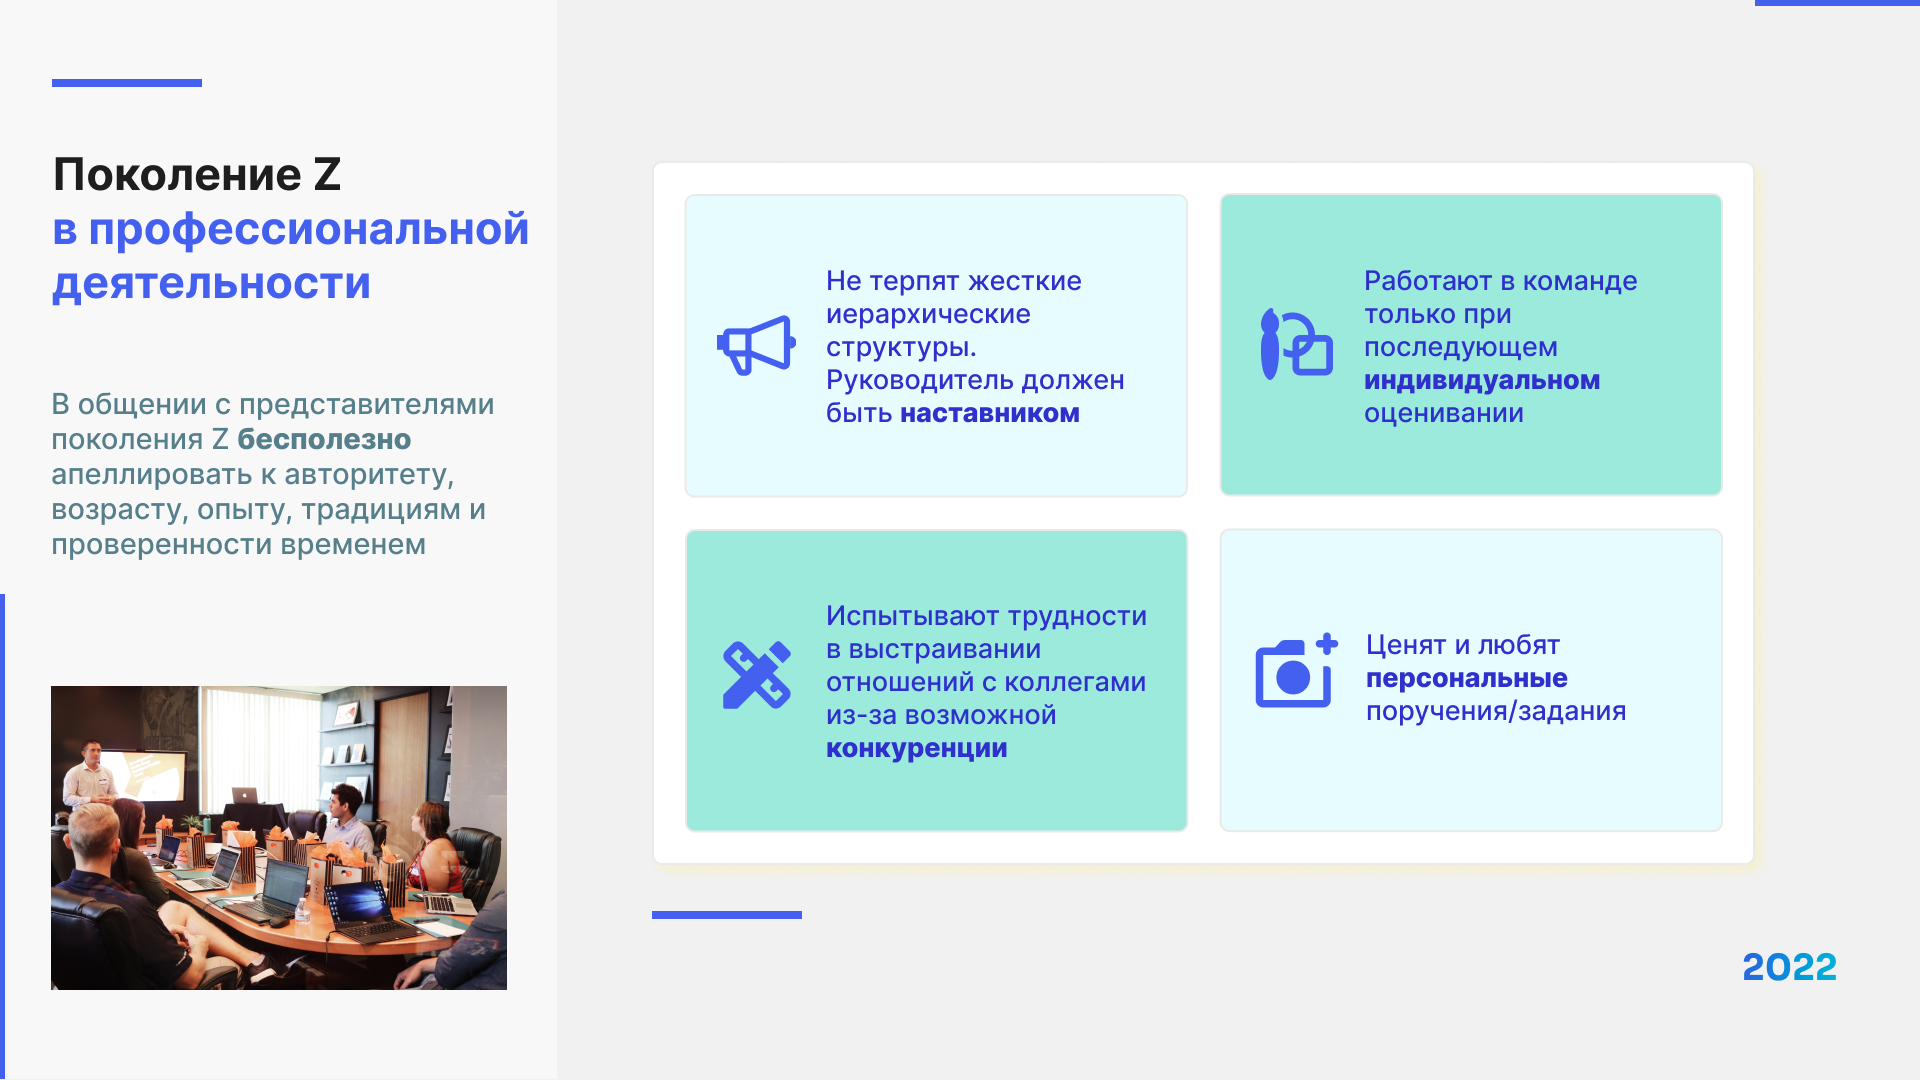 Поколение Z
в профессиональной
деятельности
В общении с представителями
поколения Z бесполезно
апеллировать к авторитету,
возрасту, опыту, традициям и
проверенности временем
Не терпят жесткие
иерархические
структуры.
Руководитель должен
быть наставником
Работают в команде
только при
последующем
индивидуальном
оценивании
Испытывают трудности
в выстраивании
отношений с коллегами
из-за возможной
конкуренции
Ценят и любят
персональные
поручения/задания
2022